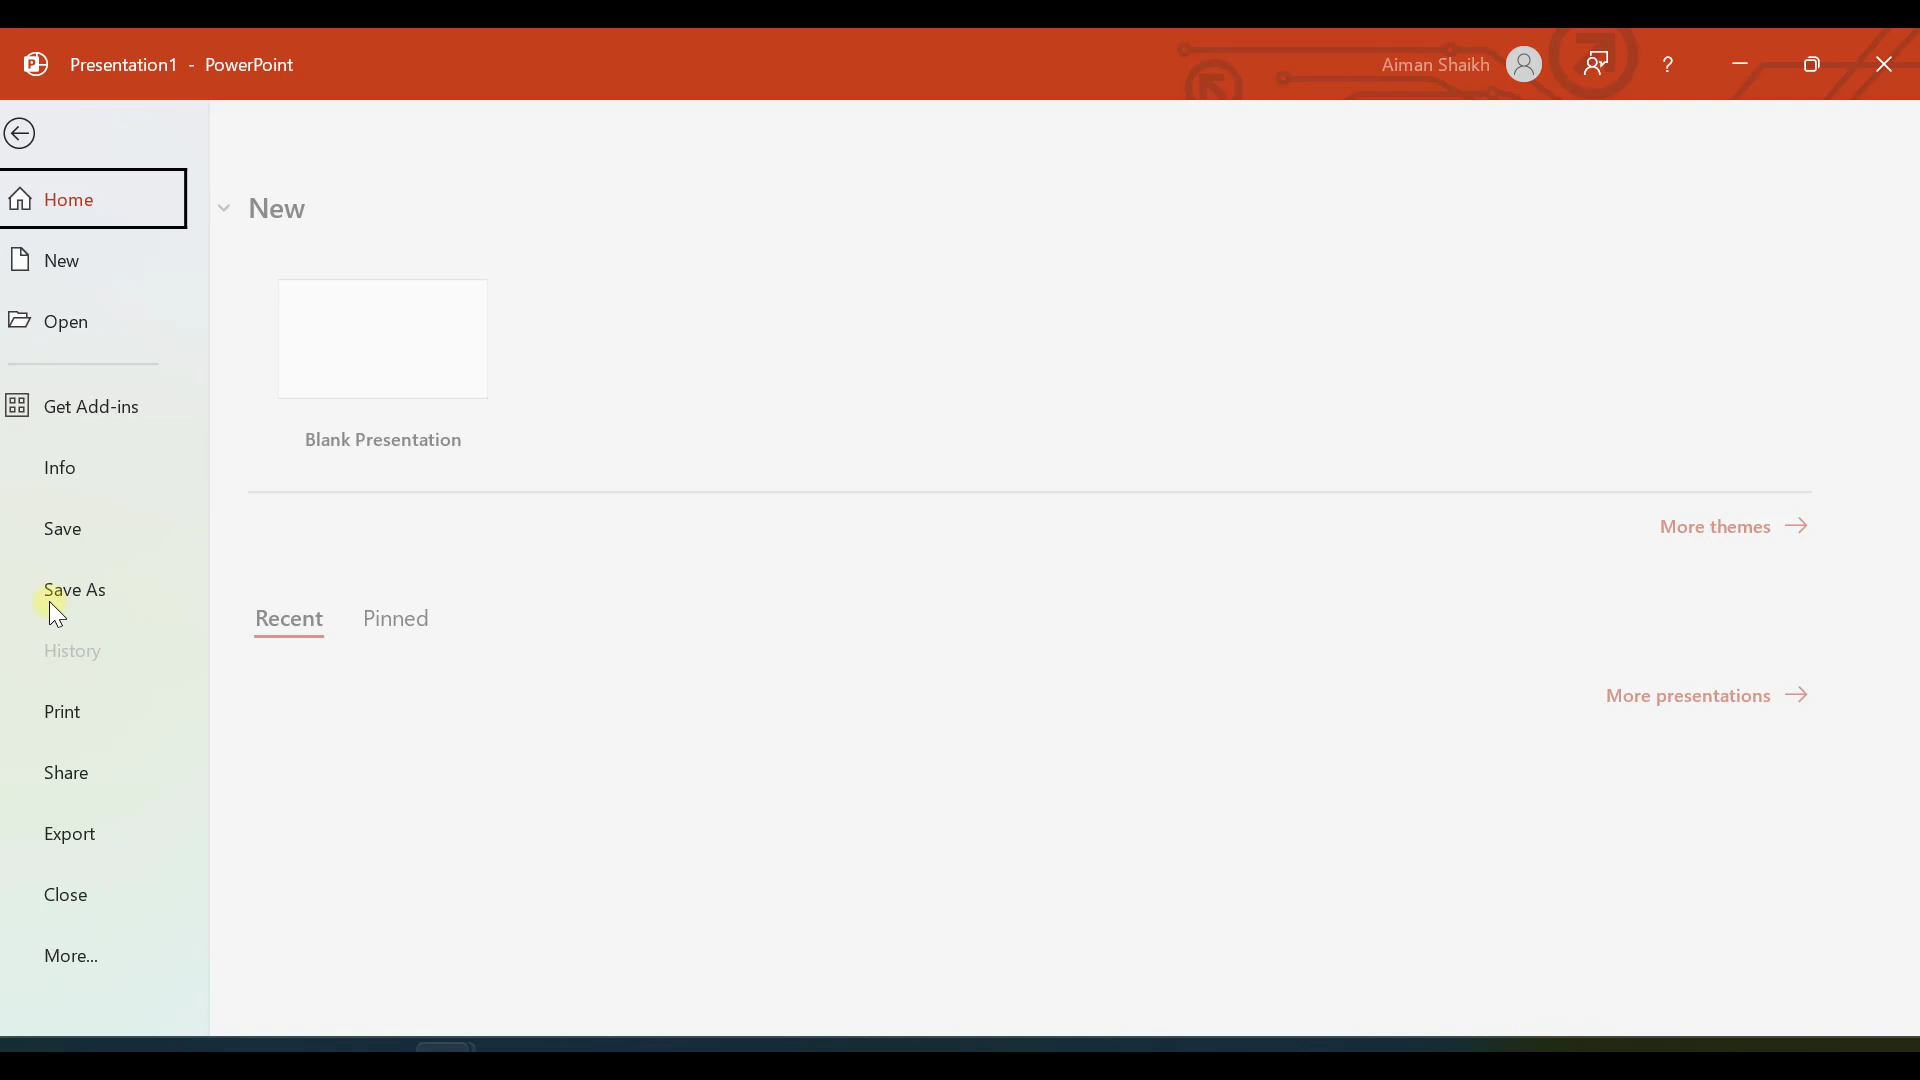 Presentation1 - PowerPoint
Aiman Shaikh
?
Home
New
Open
Get Add-ins
Info
Save
Save As
History
Print
Share
Export
Close
More...
New
Blank Presentation
More themes
Recent
Pinned
More presentations